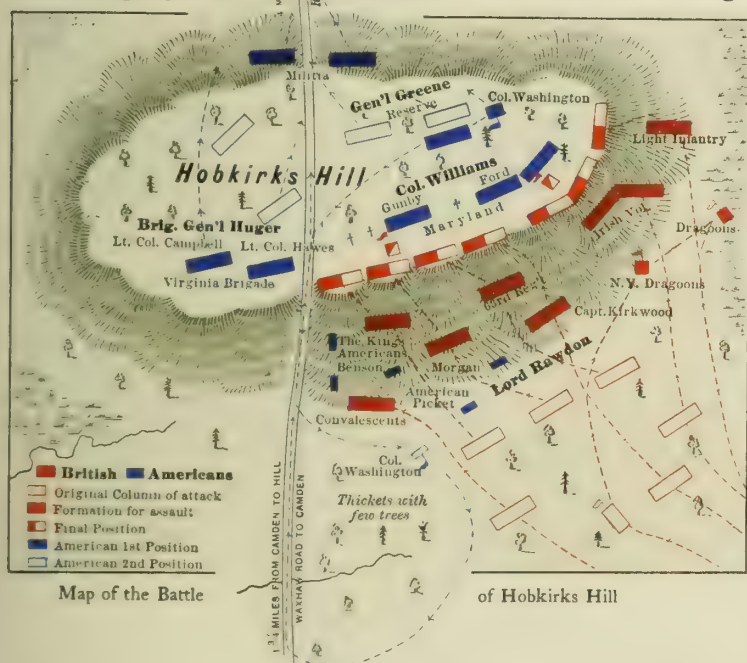 Militia
Gen'l Greene
Reserve
Col. Washington
Light Infantry
Hobkirks Hill
Col. Williams
Ford
Gunby
Maryland
Irish Vol.
Dragoons
Brig. Gen'l Huger
Lt. Col. Campbell
Lt. Col. Hawes
Virginia Brigade
N.Y. Dragoons
Capt. Kirkwood
The King's
Americans
Benson
Morgan
Lord Rawdon
American
Picket
Convalescents
Col.
Washington
Thickets with
few trees
British
Americans
Original Column of attack
Formation for assault
Final Position
American 1st Position
American 2nd Position
1 3/4 MILES FROM CAMDEN TO HILL
WAXHAW ROAD TO CAMDEN
Map of the Battle
of Hobkirks Hill